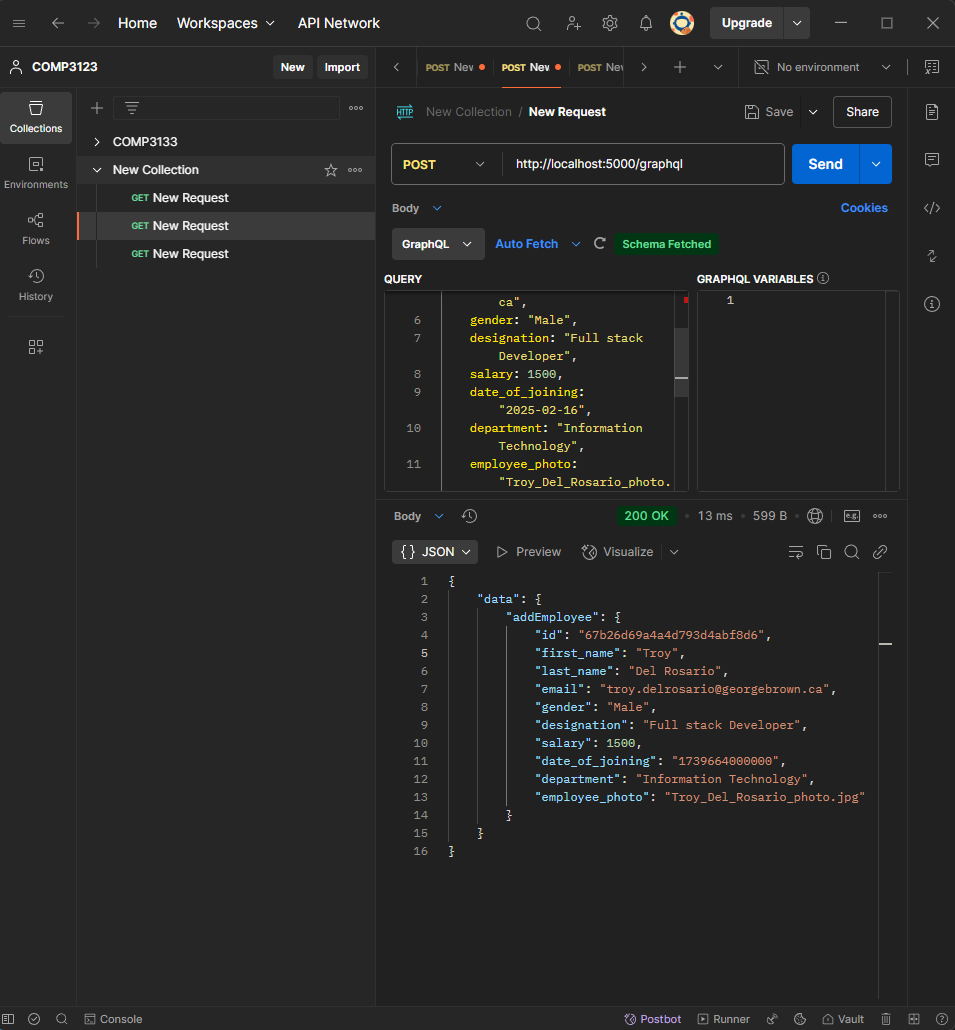 Home Workspaces API Network Upgrade
COMP3123 New Import
POST New POST New POST New No environment
Collections
Environments
Flows
History
COMP3133
New Collection
GET New Request
GET New Request
GET New Request
HTTP New Collection / New Request Save Share
POST http://localhost:5000/graphql Send
Body Cookies
GraphQL Auto Fetch Schema Fetched
QUERY GRAPHQL VARIABLES
ca",
6 gender: "Male",
7 designation: "Full stack
Developer",
8 salary: 1500,
9 date_of_joining:
"2025-02-16",
10 department: "Information
Technology",
11 employee_photo:
"Troy_Del_Rosario_photo.
1
Body 200 OK 13 ms 599 B e.g.
{} JSON Preview Visualize
1 {
2 "data": {
3 "addEmployee": {
4 "id": "67b26d69a4a4d793d4abf8d6",
5 "first_name": "Troy",
6 "last_name": "Del Rosario",
7 "email": "troy.delrosario@georgebrown.ca",
8 "gender": "Male",
9 "designation": "Full stack Developer",
10 "salary": 1500,
11 "date_of_joining": "1739664000000",
12 "department": "Information Technology",
13 "employee_photo": "Troy_Del_Rosario_photo.jpg"
14 }
15 }
16 }
Console Postbot Runner Vault